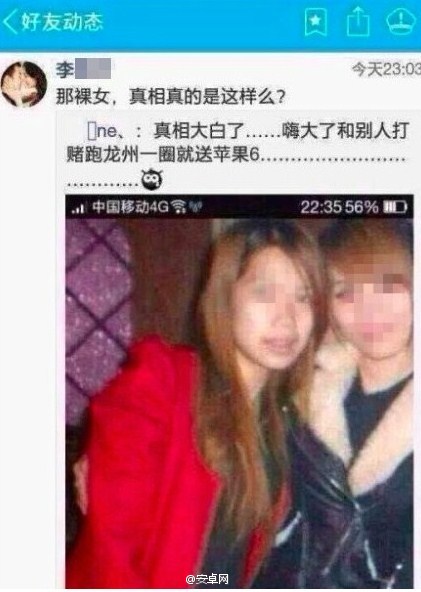 好友动态
李
今天23:03
那裸女，真相真的是这样么？
ne、：真相大白了……嗨大了和别人打
赌跑龙州一圈就送苹果6………………………
…………
中国移动4G 22:35 56%
@安卓网